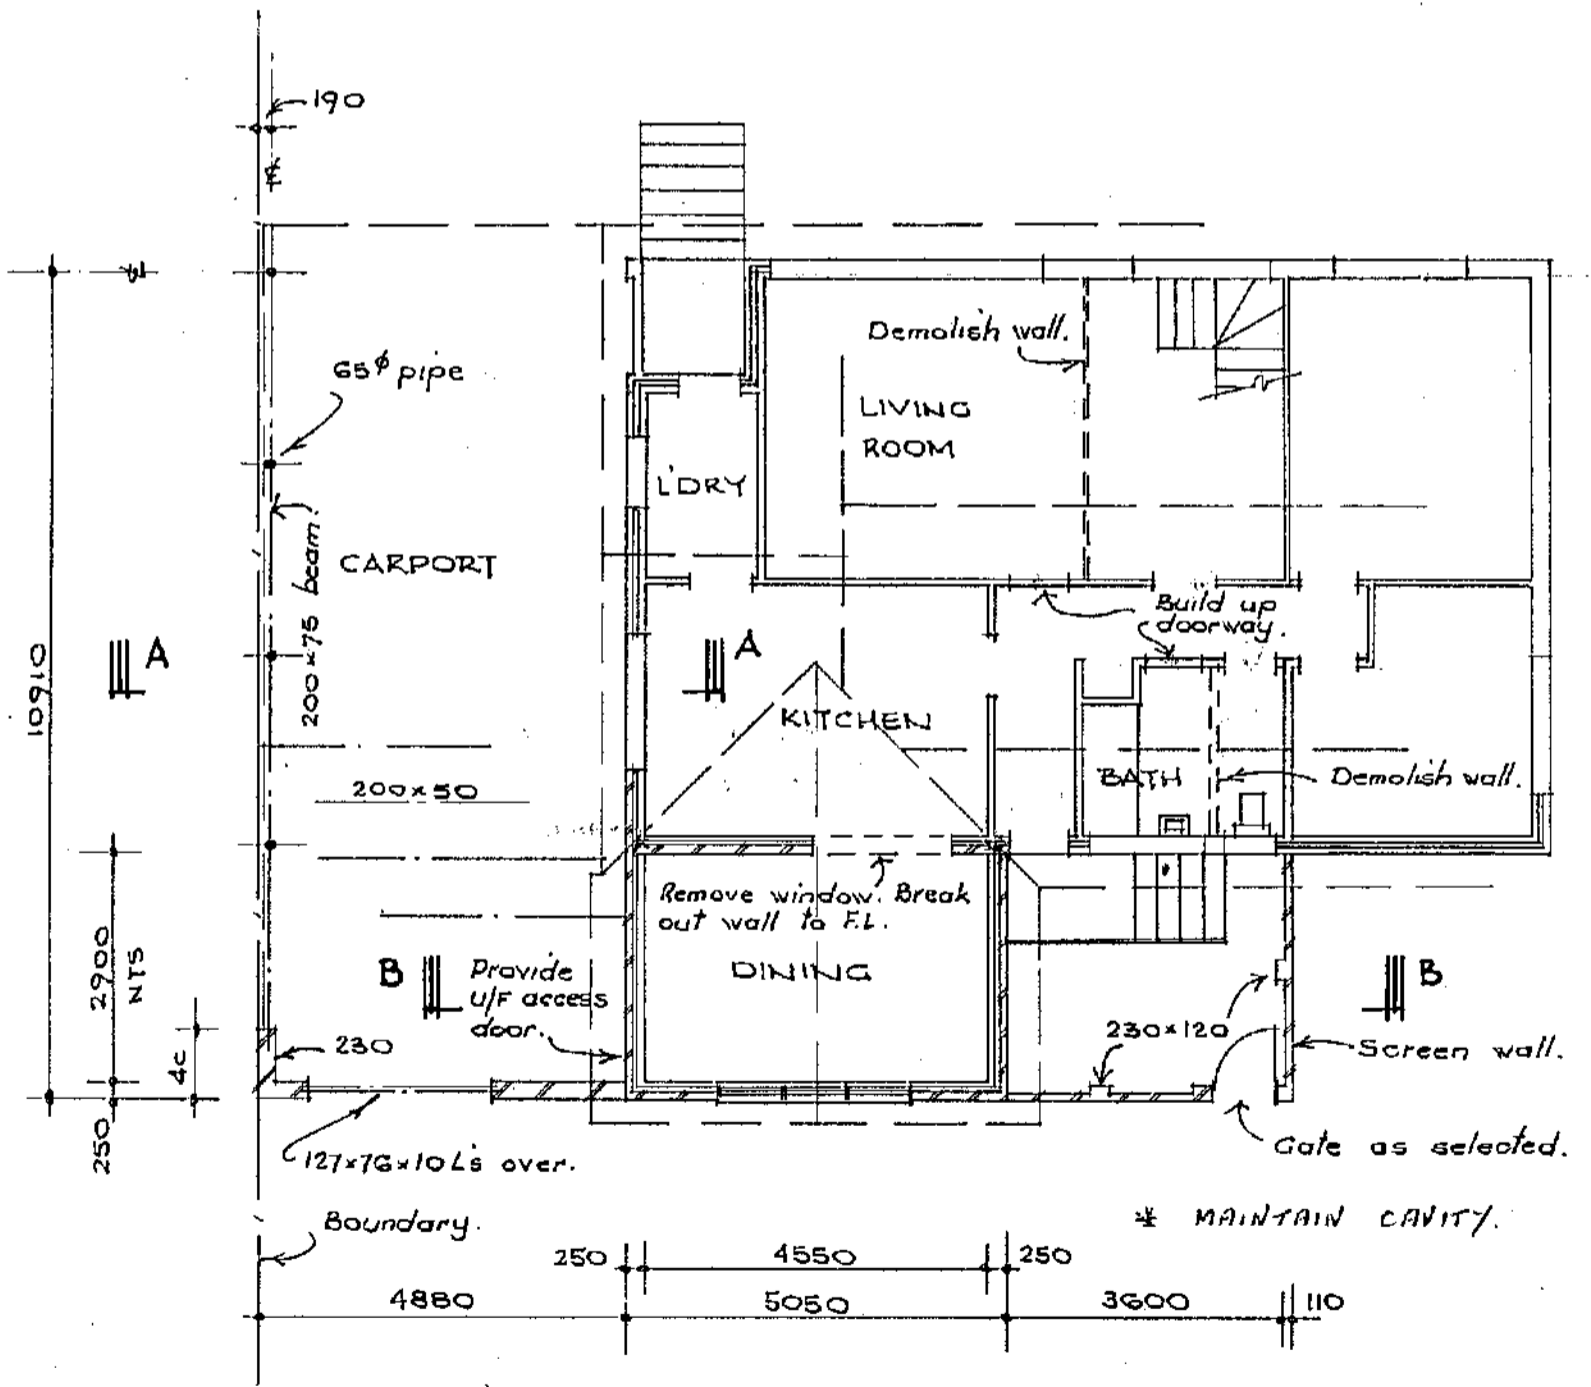 190
65ᶲ pipe
Demolish wall.
LIVING
ROOM
L'DRY
CARPORT
200×75 beam.
Build up
doorway.
A
A
10910
KITCHEN
BATH
Demolish wall.
200×50
Remove window. Break
out wall to F.L.
DINING
2900
NTS
B
Provide
U/F access
door.
B
230×120
Screen wall.
4c
230
250
127×76×10 L's over.
Gate as selected.
Boundary.
* MAINTAIN CAVITY.
250
4550
250
4880
5050
3600
110